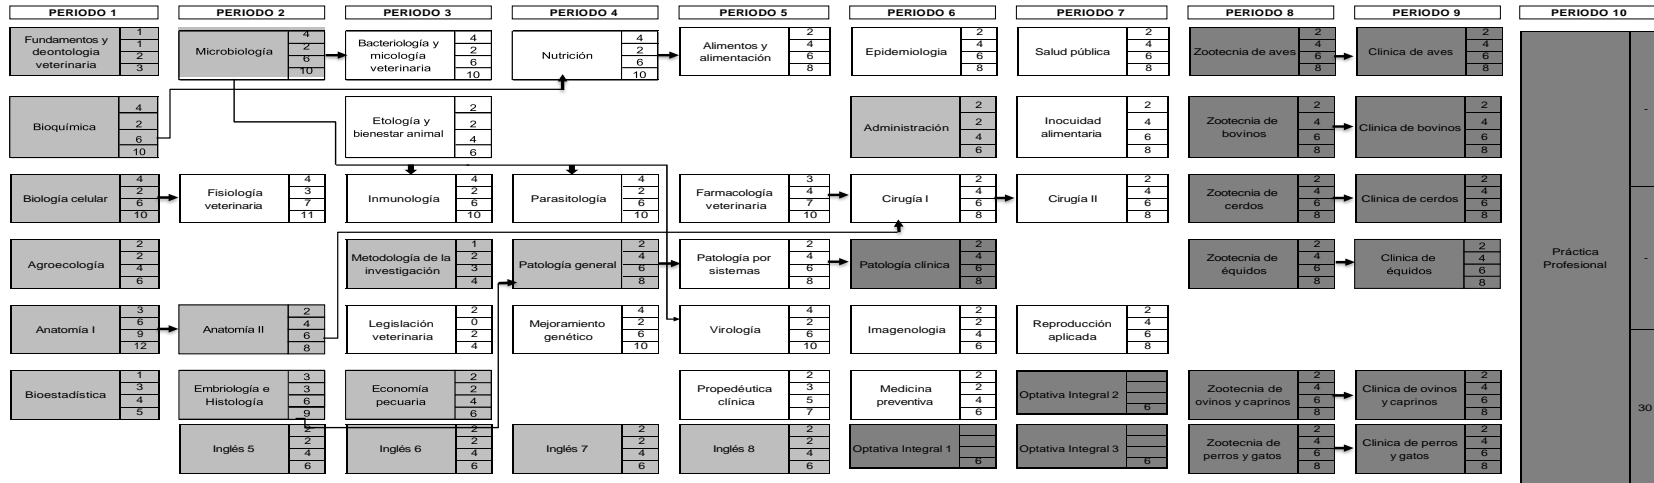 PERIODO 1
PERIODO 2
PERIODO 3
PERIODO 4
PERIODO 5
PERIODO 6
PERIODO 7
PERIODO 8
PERIODO 9
PERIODO 10
Fundamentos y
deontologia
veterinaria
1
1
2
3
Microbiología
4
2
6
10
Bacteriología y
micología
veterinaria
4
2
6
10
Nutrición
4
2
6
10
Alimentos y
alimentación
2
4
6
8
Epidemiologia
2
4
6
8
Salud pública
2
4
6
8
Zootecnia de aves
2
4
6
8
Clinica de aves
2
4
6
8
Bioquímica
4
2
6
10
Etología y
bienestar animal
2
2
4
6
Administración
2
2
4
6
Inocuidad
alimentaria
2
4
6
8
Zootecnia de
bovinos
2
4
6
8
Clinica de bovinos
2
4
6
8
Biología celular
4
2
6
10
Fisiología
veterinaria
4
3
7
11
Inmunología
4
2
6
10
Parasitología
4
2
6
10
Farmacología
veterinaria
3
4
7
10
Cirugía I
2
4
6
8
Cirugía II
2
4
6
8
Zootecnia de
cerdos
2
4
6
8
Clinica de cerdos
2
4
6
8
Agroecología
2
2
4
6
Metodología de la
investigación
1
2
3
4
Patología general
2
4
6
8
Patología por
sistemas
2
4
6
8
Patología clínica
2
4
6
8
Zootecnia de
équidos
2
4
6
8
Clinica de
équidos
2
4
6
8
Anatomía I
3
6
9
12
Anatomía II
2
4
6
8
Legislación
veterinaria
2
0
2
4
Mejoramiento
genético
4
2
6
10
Virología
4
2
6
10
Imagenologia
2
2
4
6
Reproducción
aplicada
2
4
6
8
Bioestadística
1
3
4
5
Embriología e
Histología
3
3
6
9
Economía
pecuaria
2
2
4
6
Propedéutica
clínica
2
3
5
7
Medicina
preventiva
2
2
4
6
Optativa Integral 2
6
Zootecnia de
ovinos y caprinos
2
4
6
8
Clinica de ovinos
y caprinos
2
4
6
8
Inglés 5
2
2
4
6
Inglés 6
2
2
4
6
Inglés 7
2
2
4
6
Inglés 8
2
2
4
6
Optativa Integral 1
6
Optativa Integral 3
6
Zootecnia de
perros y gatos
2
4
6
8
Clinica de perros
y gatos
2
4
6
8
Práctica
Profesional
-
-
30